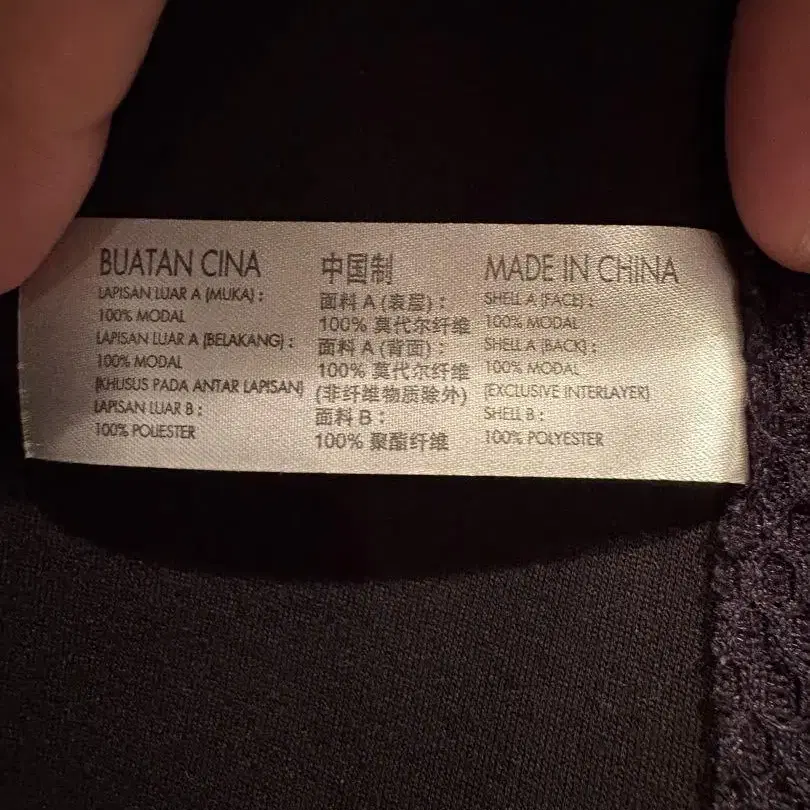 BUATAN CINA
LAPISAN LUAR A (MUKA) :
100% MODAL
LAPISAN LUAR A (BELAKANG) :
100% MODAL
(KHUSUS PADA ANTAR LAPISAN)
LAPISAN LUAR B :
100% POLIESTER
中国制
面料 A (表层) :
100% 莫代尔纤维
面料 A (背面) :
100% 莫代尔纤维
(非纤维物质除外)
面料 B :
100% 聚酯纤维
MADE IN CHINA
SHELL A (FACE) :
100% MODAL
SHELL A (BACK) :
100% MODAL
(EXCLUSIVE INTERLAYER)
SHELL B :
100% POLYESTER